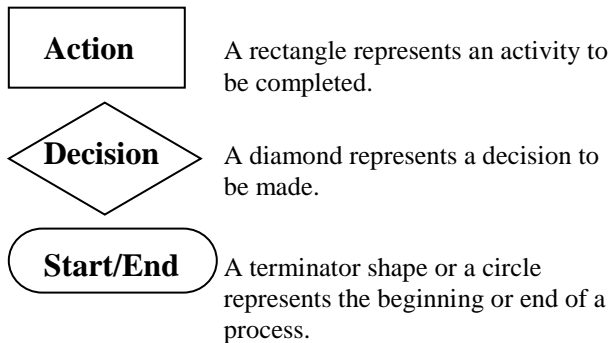 Action
A rectangle represents an activity to
be completed.
Decision
A diamond represents a decision to
be made.
Start/End
A terminator shape or a circle
represents the beginning or end of a
process.